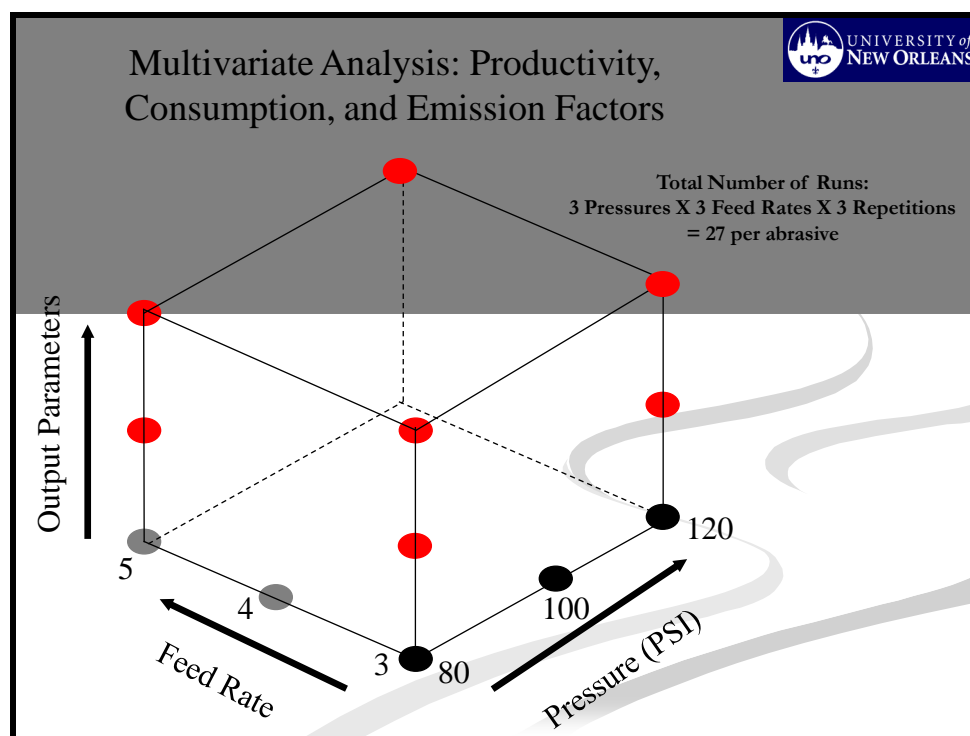 Multivariate Analysis: Productivity,
Consumption, and Emission Factors
UNIVERSITY of
NEW ORLEANS
uno
Total Number of Runs:
3 Pressures X 3 Feed Rates X 3 Repetitions
= 27 per abrasive
Output Parameters
5
4
3
80
100
120
Feed Rate
Pressure (PSI)